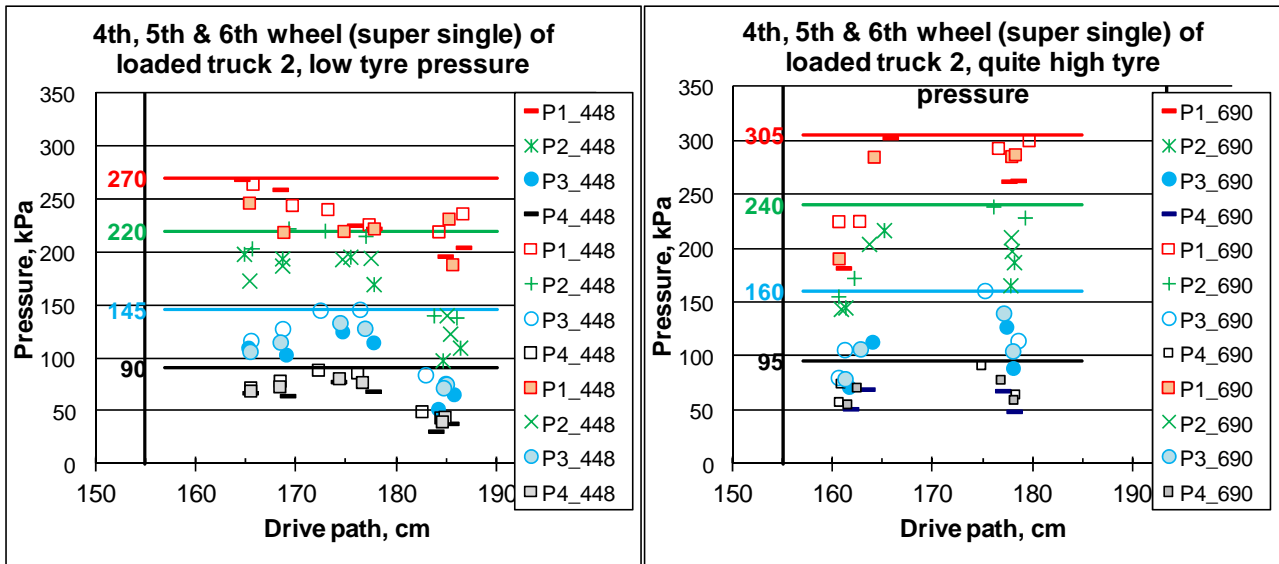 4th, 5th & 6th wheel (super single) of
loaded truck 2, low tyre pressure
350
300
250
200
150
100
50
0
Pressure, kPa
270
220
145
90
150
160
170
180
190
Drive path, cm
P1_448
P2_448
P3_448
P4_448
P1_448
P2_448
P3_448
P4_448
P1_448
P2_448
P3_448
P4_448
4th, 5th & 6th wheel (super single) of
loaded truck 2, quite high tyre
pressure
350
300
250
200
150
100
50
0
Pressure, kPa
305
240
160
95
150
160
170
180
190
Drive path, cm
P1_690
P2_690
P3_690
P4_690
P1_690
P2_690
P3_690
P4_690
P1_690
P2_690
P3_690
P4_690